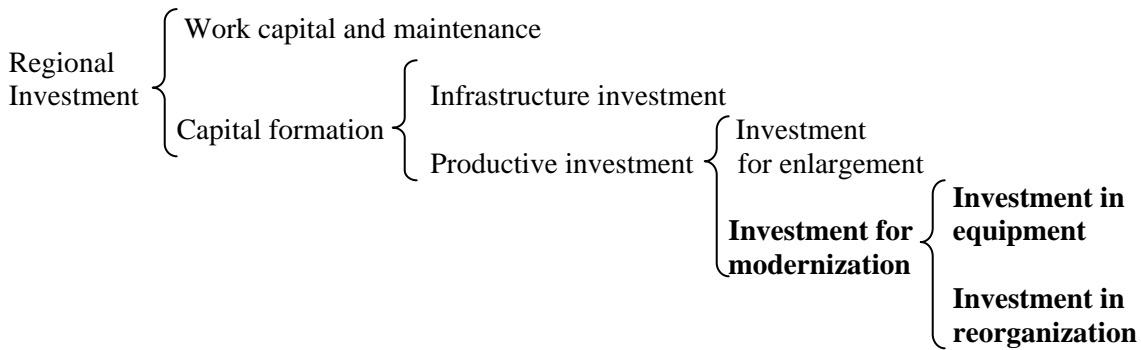 Work capital and maintenance
Regional
Investment
Infrastructure investment
Capital formation
Investment
for enlargement
Productive investment
Investment in
equipment
Investment for
modernization
Investment in
reorganization